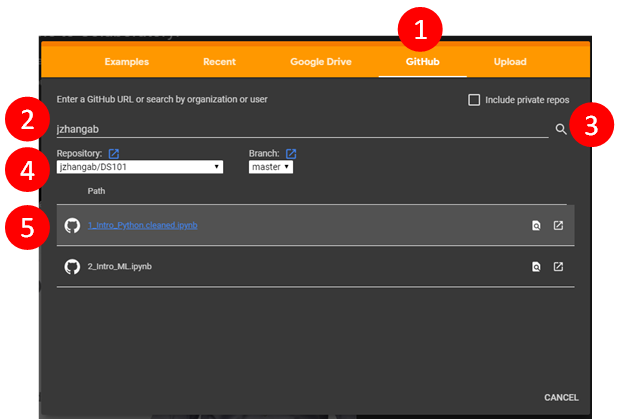 1
Examples Recent Google Drive GitHub Upload
Enter a GitHub URL or search by organization or user Include private repos
2
jzhangab
3
4
Repository: Branch:
jzhangab/DS101 master
Path
5
1_Intro_Python.cleaned.ipynb
2_Intro_ML.ipynb
CANCEL